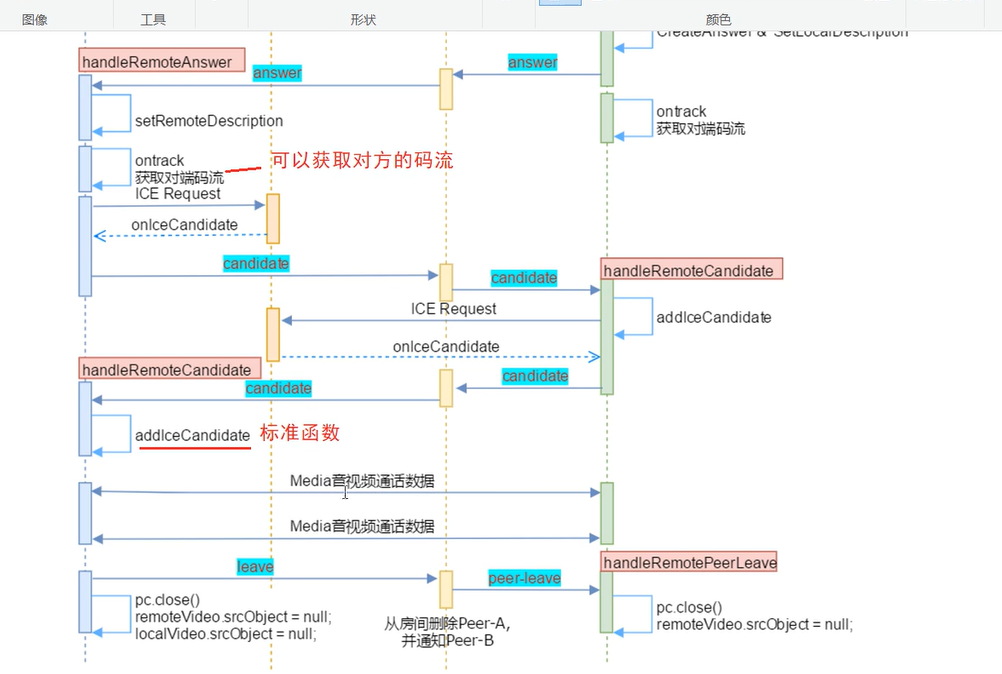 图像
工具
形状
颜色
CreateAnswer & SetLocalDescription
handleRemoteAnswer
answer
answer
setRemoteDescription
ontrack
获取对端码流
ontrack
获取对端码流
可以获取对方的码流
ICE Request
onIceCandidate
candidate
candidate
handleRemoteCandidate
ICE Request
addIceCandidate
onIceCandidate
handleRemoteCandidate
candidate
candidate
addIceCandidate
标准函数
Media音视频通话数据
Media音视频通话数据
leave
peer-leave
handleRemotePeerLeave
pc.close()
remoteVideo.srcObject = null;
localVideo.srcObject = null;
从房间删除Peer-A,
并通知Peer-B
pc.close()
remoteVideo.srcObject = null;